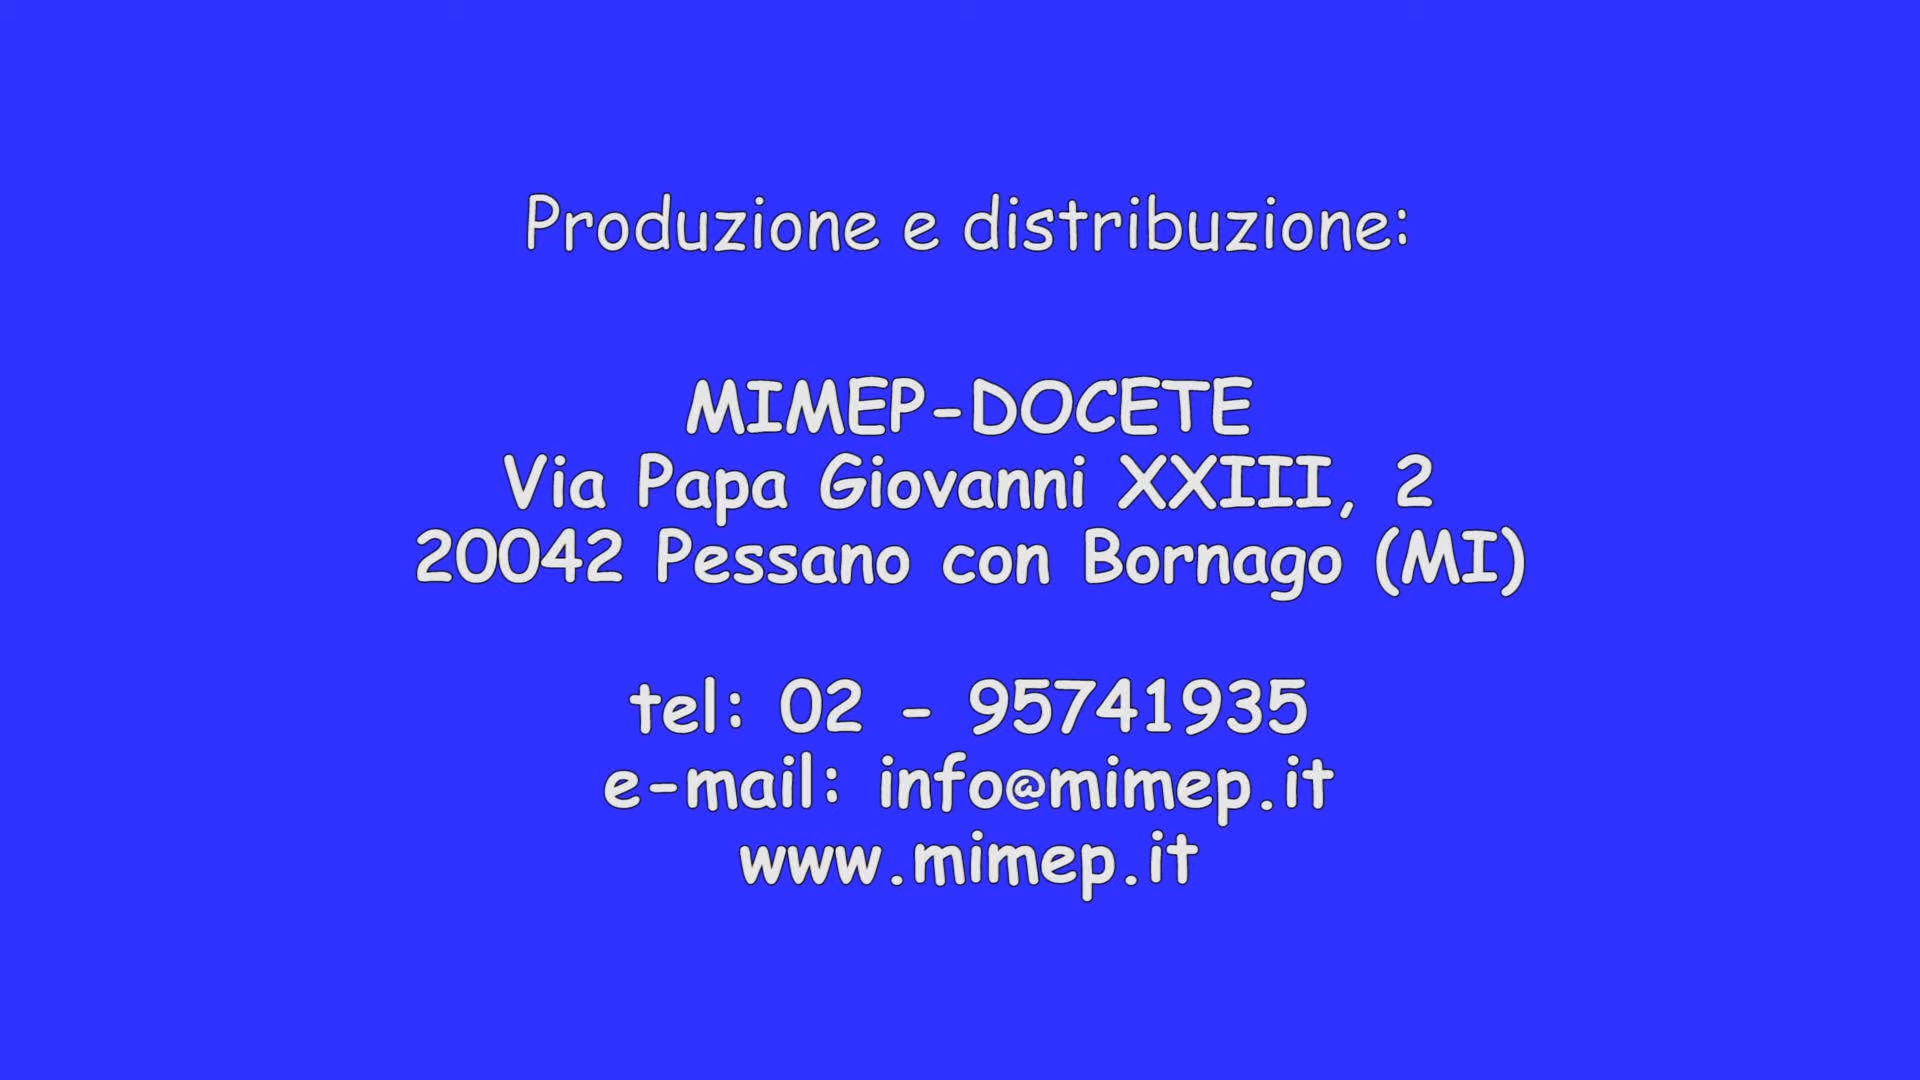 Produzione e distribuzione:
MIMEP-DOCETE
Via Papa Giovanni XXIII, 2
20042 Pessano con Bornago (MI)
tel: 02 - 95741935
e-mail: info@mimep.it
www.mimep.it